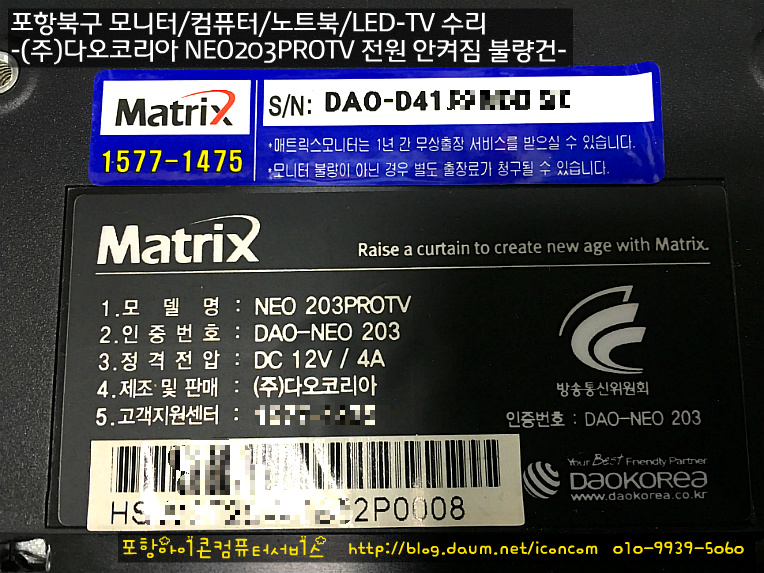 포항북구 모니터/컴퓨터/노트북/LED-TV 수리
-(주)다오코리아 NEO203PROTV 전원 안켜짐 불량건-
Matrix
1577-1475
S/N: DAO-D41
*매트릭스모니터는 1년 간 무상출장 서비스를 받으실 수 있습니다.
*모니터 불량이 아닌 경우 별도 출장료가 청구될 수 있습니다.
Matrix
Raise a curtain to create new age with Matrix.
1.모 델 명 : NEO 203PROTV
2.인 증 번 호 : DAO-NEO 203
3.정 격 전 압 : DC 12V / 4A
4.제조 및 판매 : (주)다오코리아
5.고객지원센터 :
방송통신위원회
인증번호 : DAO-NEO 203
2P0008
Your Best Friendly Partner
DAOKOREA
www.daokorea.co.kr
포항아이콘컴퓨터서비스 http://blog.daum.net/iconcom 010-9939-5060